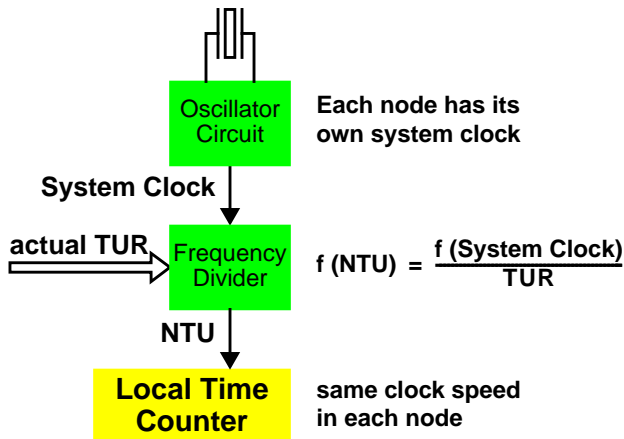 Oscillator
Circuit
Each node has its
own system clock
System Clock
actual TUR
Frequency
Divider
f (NTU) = f (System Clock)
TUR
NTU
Local Time
Counter
same clock speed
in each node